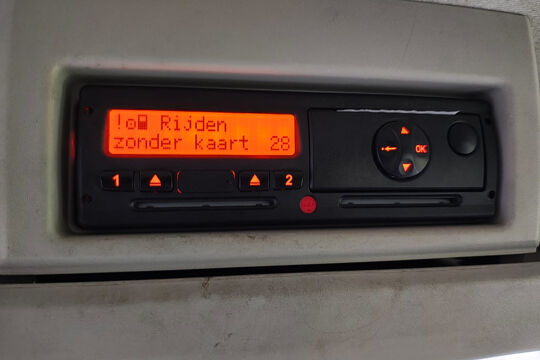 ! Rijden
zonder kaart 28
OK
1 2